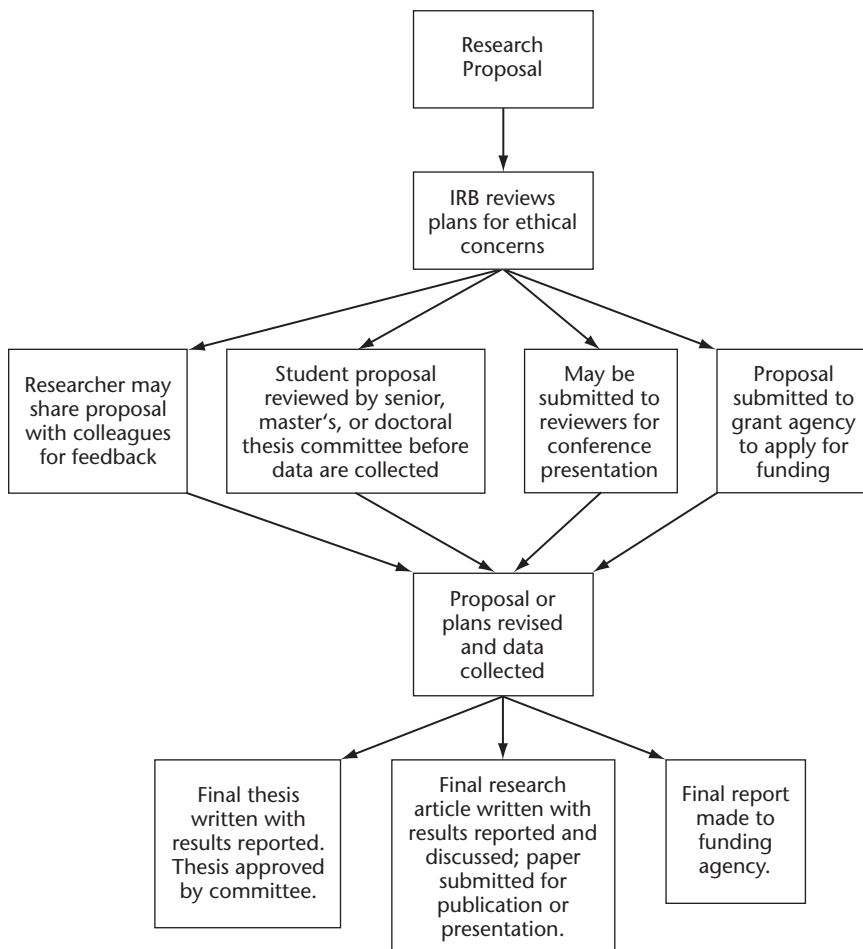 Research
Proposal
IRB reviews
plans for ethical
concerns
Researcher may
share proposal
with colleagues
for feedback
Student proposal
reviewed by senior,
master‘s, or doctoral
thesis committee before
data are collected
May be
submitted to
reviewers for
conference
presentation
Proposal
submitted to
grant agency
to apply for
funding
Proposal or
plans revised
and data
collected
Final thesis
written with
results reported.
Thesis approved
by committee.
Final research
article written with
results reported and
discussed; paper
submitted for
publication or
presentation.
Final report
made to
funding
agency.